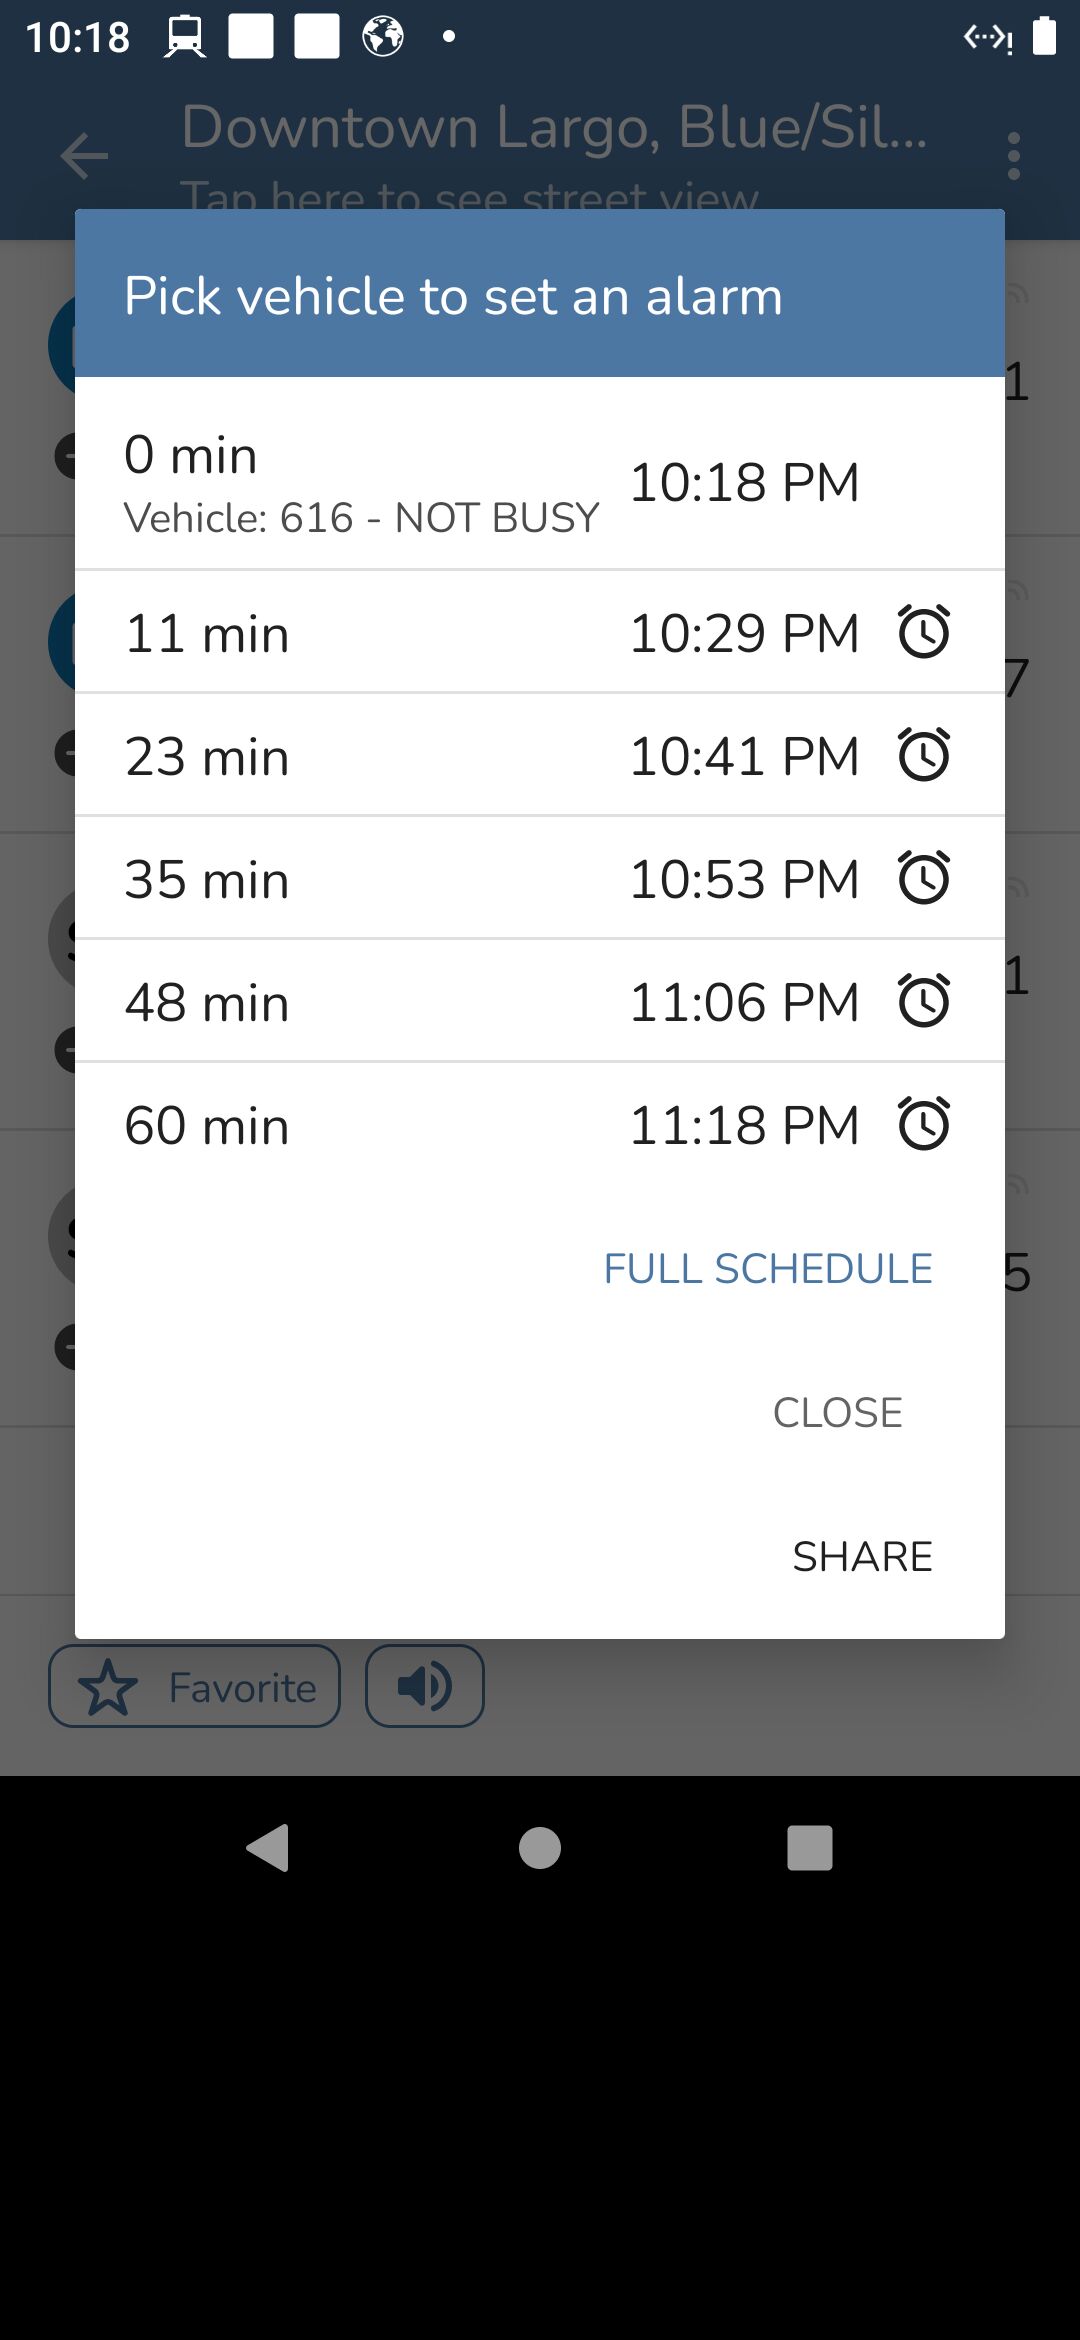 10:18
Downtown Largo, Blue/Sil...
Tap here to see street view
Pick vehicle to set an alarm
0 min
Vehicle: 616 - NOT BUSY
10:18 PM
11 min
10:29 PM
23 min
10:41 PM
35 min
10:53 PM
48 min
11:06 PM
60 min
11:18 PM
FULL SCHEDULE
CLOSE
SHARE
Favorite